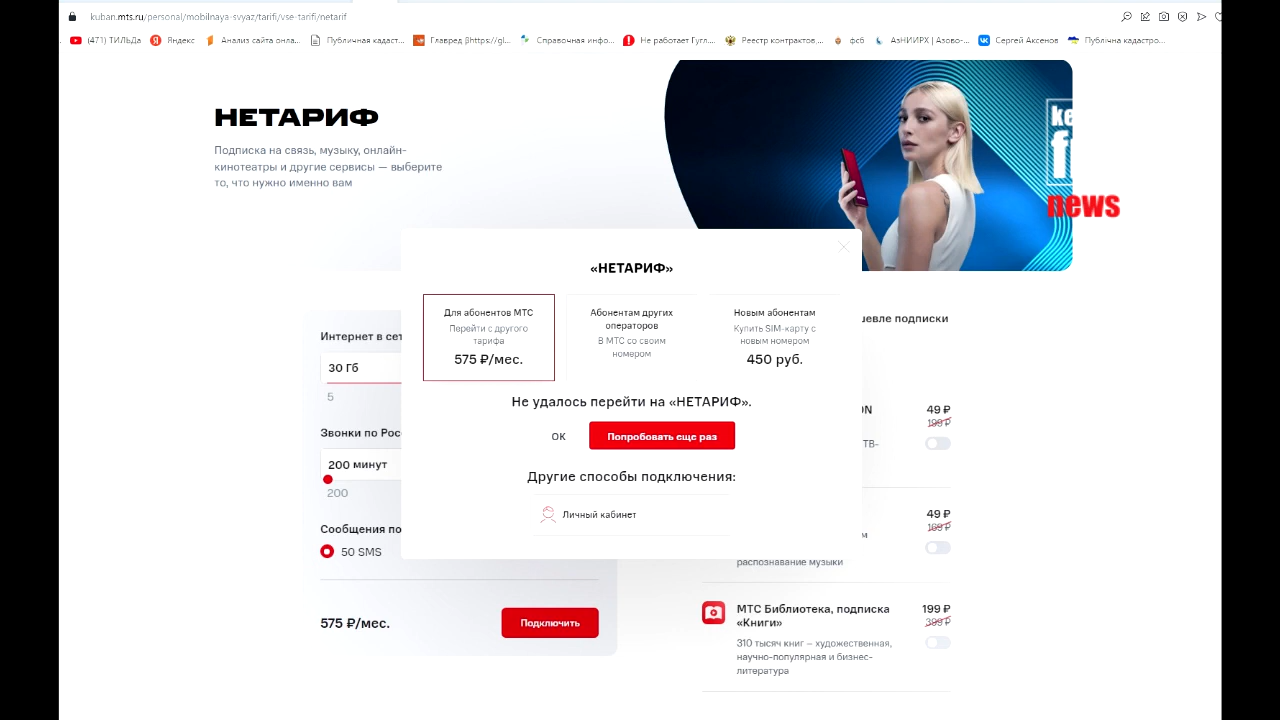 kuban.mts.ru/personal/mobilnaya-svyaz/tarifi/vse-tarifi/netarif
(471) ТИЛЬДа
Яндекс
Анализ сайта онла...
Публичная кадаст...
Главред βhttps://gl...
Справочная инфо...
Не работает Гугл....
Реестр контрактов,...
фсб
АзНИИРХ | Азово-...
Сергей Аксенов
Публічна кадастро...
НЕТАРИФ
Подписка на связь, музыку, онлайн-
кинотеатры и другие сервисы — выберите
то, что нужно именно вам
ke
f
news
«НЕТАРИФ»
Для абонентов МТС
Перейти с другого
тарифа
575 ₽/мес.
Абонентам других
операторов
В МТС со своим
номером
Новым абонентам
Купить SIM-карту с
новым номером
450 руб.
Не удалось перейти на «НЕТАРИФ».
ОК
Попробовать еще раз
Другие способы подключения:
Личный кабинет
Интернет в сет
30 Гб
5
Звонки по Рос
200 минут
200
Сообщения по
50 SMS
575 ₽/мес.
Подключить
шевле подписки
ON
49 ₽
199 ₽
ТВ-
49 ₽
169 ₽
м
распознавание музыки
МТС Библиотека, подписка
«Книги»
199 ₽
399 ₽
310 тысяч книг – художественная,
научно-популярная и бизнес-
литература